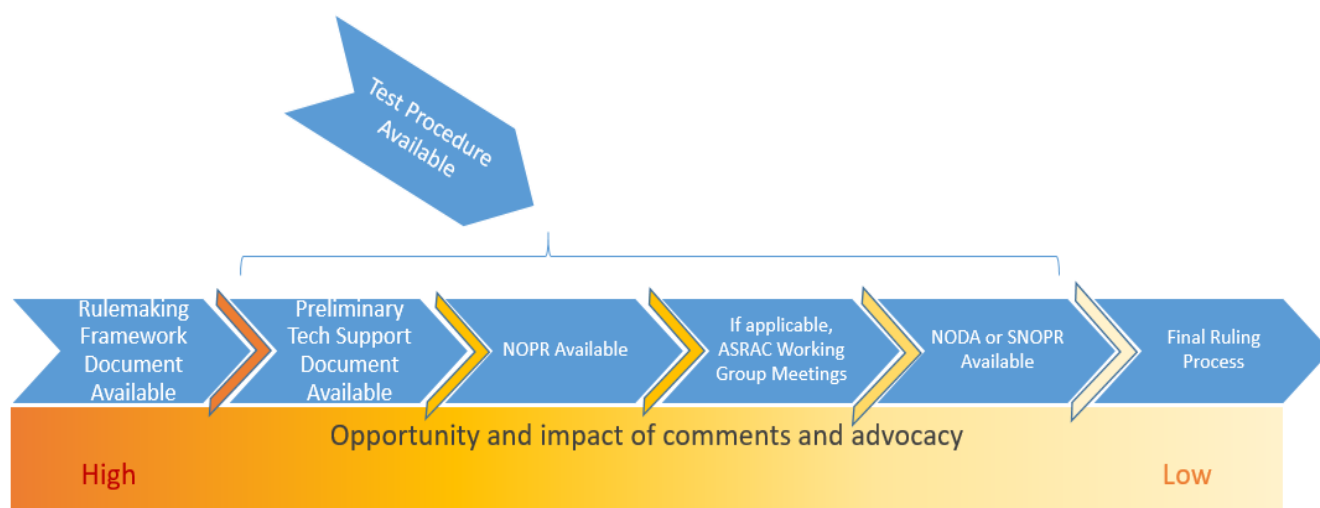 Test Procedure
Available
Rulemaking
Framework
Document
Available
Preliminary
Tech Support
Document
Available
NOPR Available
If applicable,
ASRAC Working
Group Meetings
NODA or SNOPR
Available
Final Ruling
Process
Opportunity and impact of comments and advocacy
High
Low